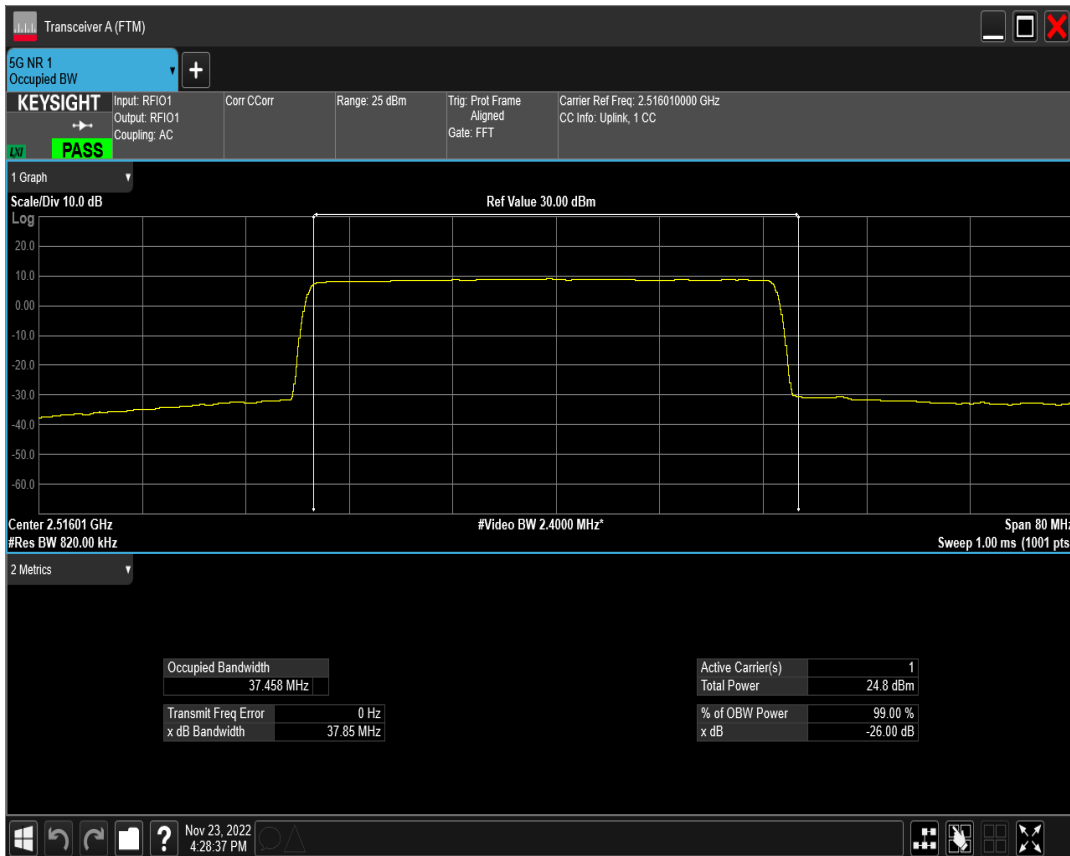 Transceiver A (FTM)
5G NR 1
Occupied BW
+
KEYSIGHT
LXI
PASS
Input: RFIO1
Output: RFIO1
Coupling: AC
Corr CCorr
Range: 25 dBm
Trig: Prot Frame
Aligned
Gate: FFT
Carrier Ref Freq: 2.516010000 GHz
CC Info: Uplink, 1 CC
1 Graph
Scale/Div 10.0 dB
Ref Value 30.00 dBm
Log
20.0
10.0
0.00
-10.0
-20.0
-30.0
-40.0
-50.0
-60.0
Center 2.51601 GHz
#Video BW 2.4000 MHz*
Span 80 MHz
#Res BW 820.00 kHz
Sweep 1.00 ms (1001 pts
2 Metrics
Occupied Bandwidth
37.458 MHz
Transmit Freq Error 0 Hz
x dB Bandwidth 37.85 MHz
Active Carrier(s) 1
Total Power 24.8 dBm
% of OBW Power 99.00 %
x dB -26.00 dB
?
Nov 23, 2022
4:28:37 PM